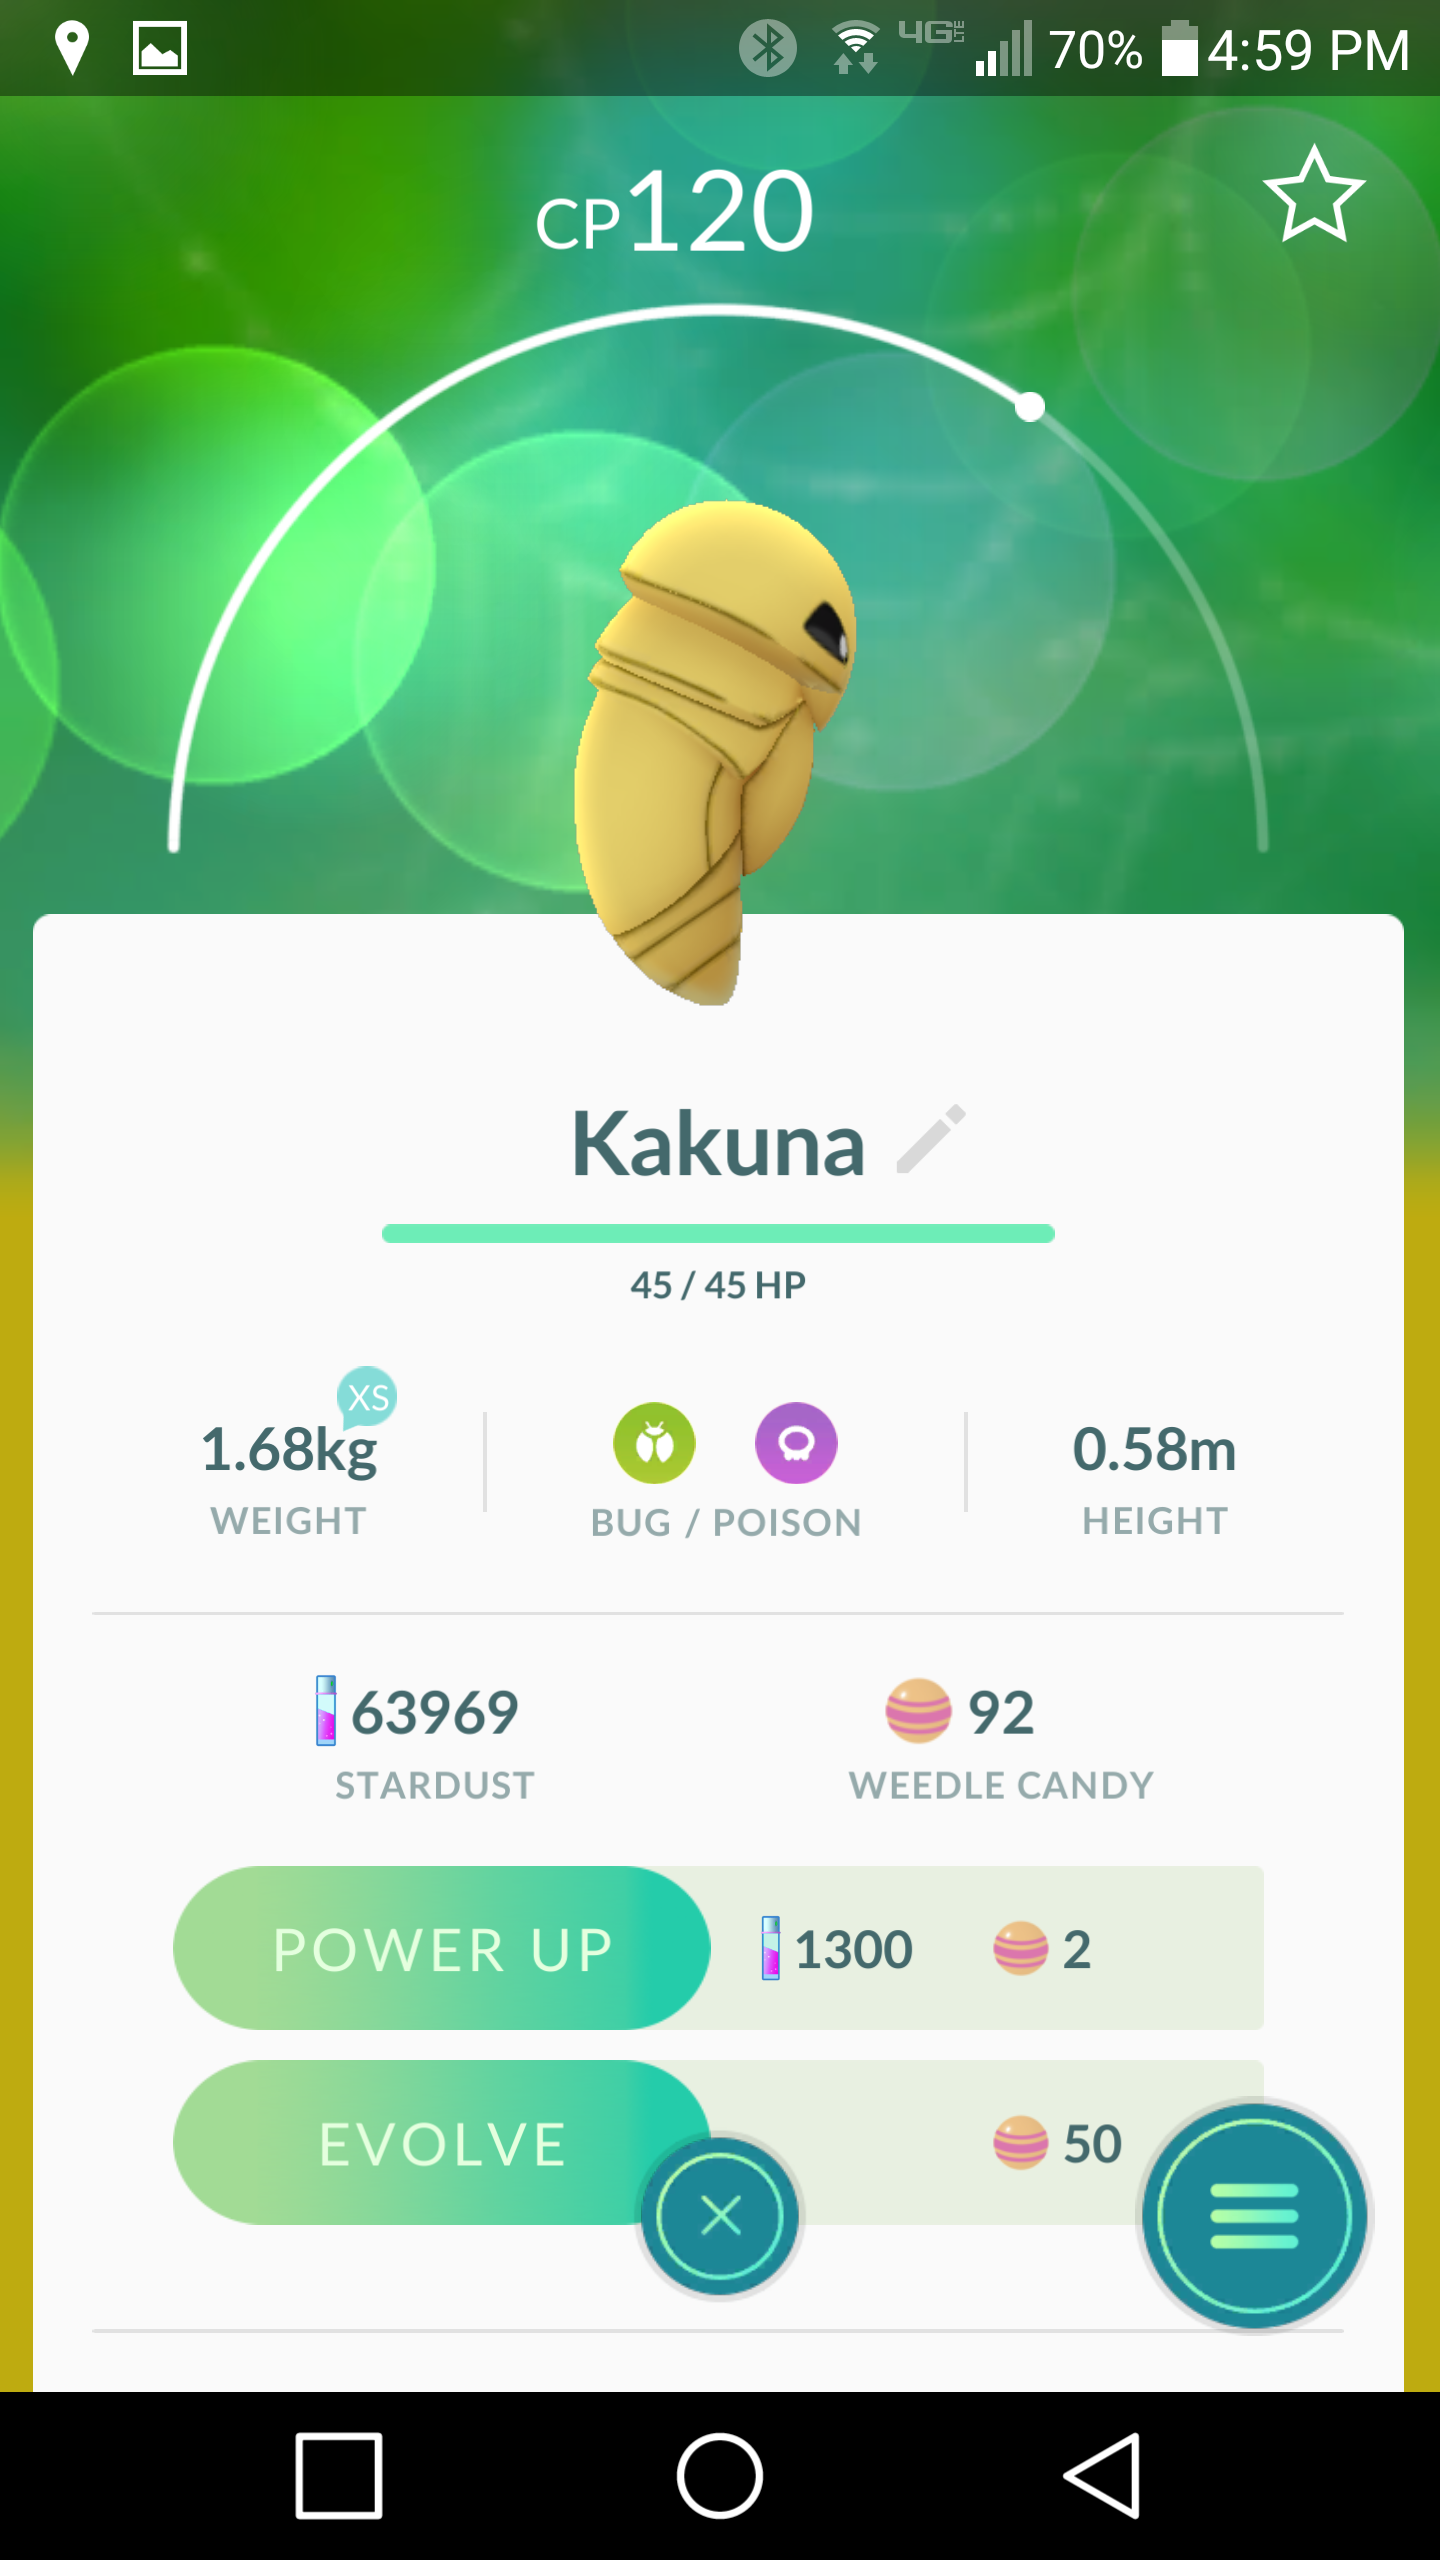 4G LTE 70% 4:59 PM
CP120
Kakuna
45 / 45 HP
XS
1.68kg
WEIGHT
BUG / POISON
0.58m
HEIGHT
63969
STARDUST
92
WEEDLE CANDY
POWER UP 1300 2
EVOLVE 50